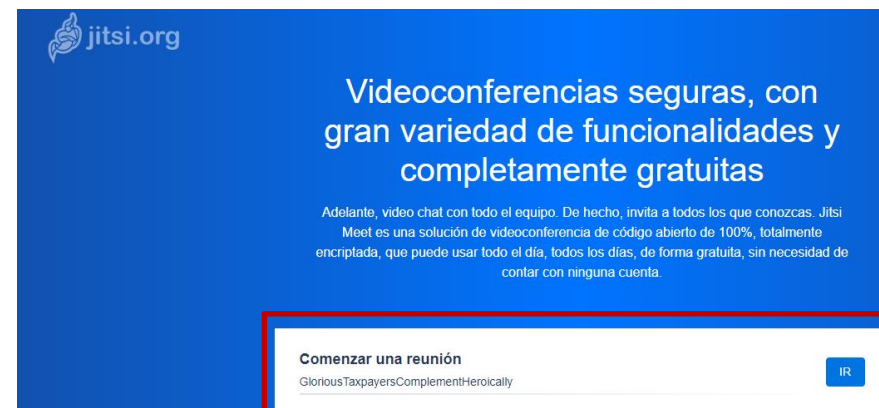 jitsi.org
Videoconferencias seguras, con
gran variedad de funcionalidades y
completamente gratuitas
Adelante, video chat con todo el equipo. De hecho, invita a todos los que conozcas. Jitsi
Meet es una solución de videoconferencia de código abierto de 100%, totalmente
encriptada, que puede usar todo el día, todos los días, de forma gratuita, sin necesidad de
contar con ninguna cuenta.
Comenzar una reunión
GloriousTaxpayersComplementHeroically
IR